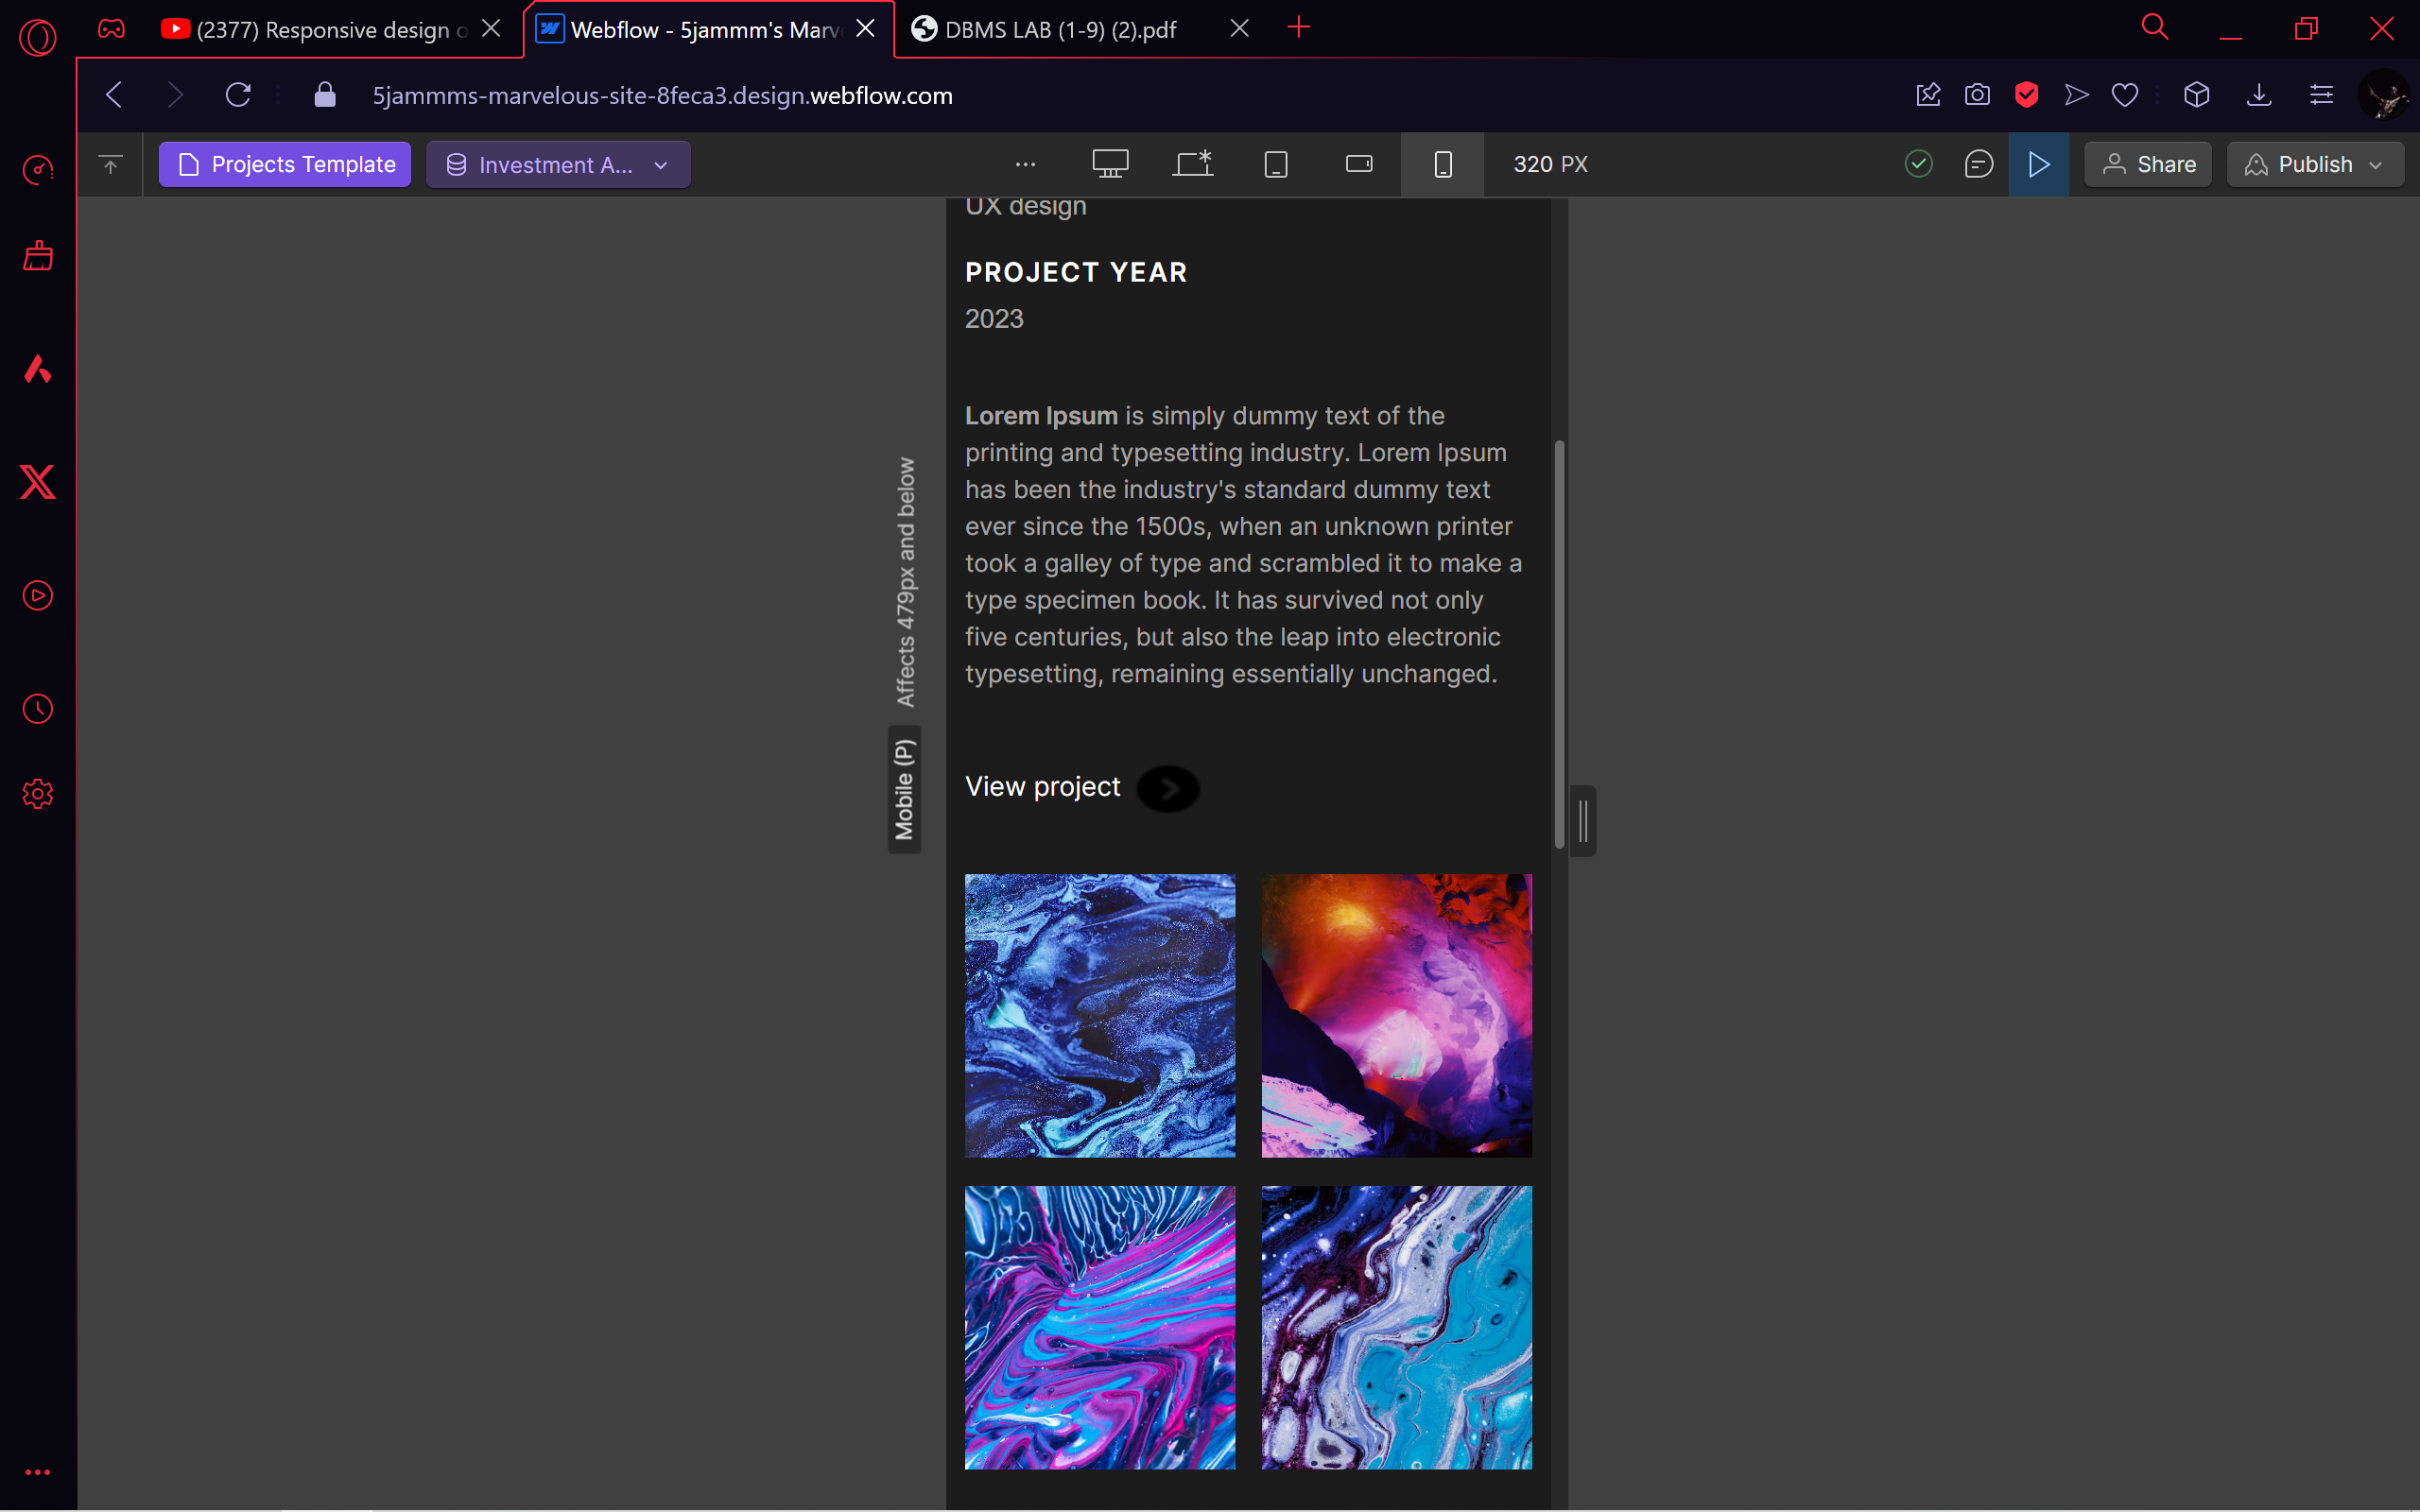 (2377) Responsive design o
Webflow - 5jammm's Marv
DBMS LAB (1-9) (2).pdf
5jammms-marvelous-site-8feca3.design.webflow.com
Projects Template
Investment A...
320 PX
Share
Publish
UX design
PROJECT YEAR
2023
Lorem Ipsum is simply dummy text of the
printing and typesetting industry. Lorem Ipsum
has been the industry's standard dummy text
ever since the 1500s, when an unknown printer
took a galley of type and scrambled it to make a
type specimen book. It has survived not only
five centuries, but also the leap into electronic
typesetting, remaining essentially unchanged.
Mobile (P) Affects 479px and below
View project